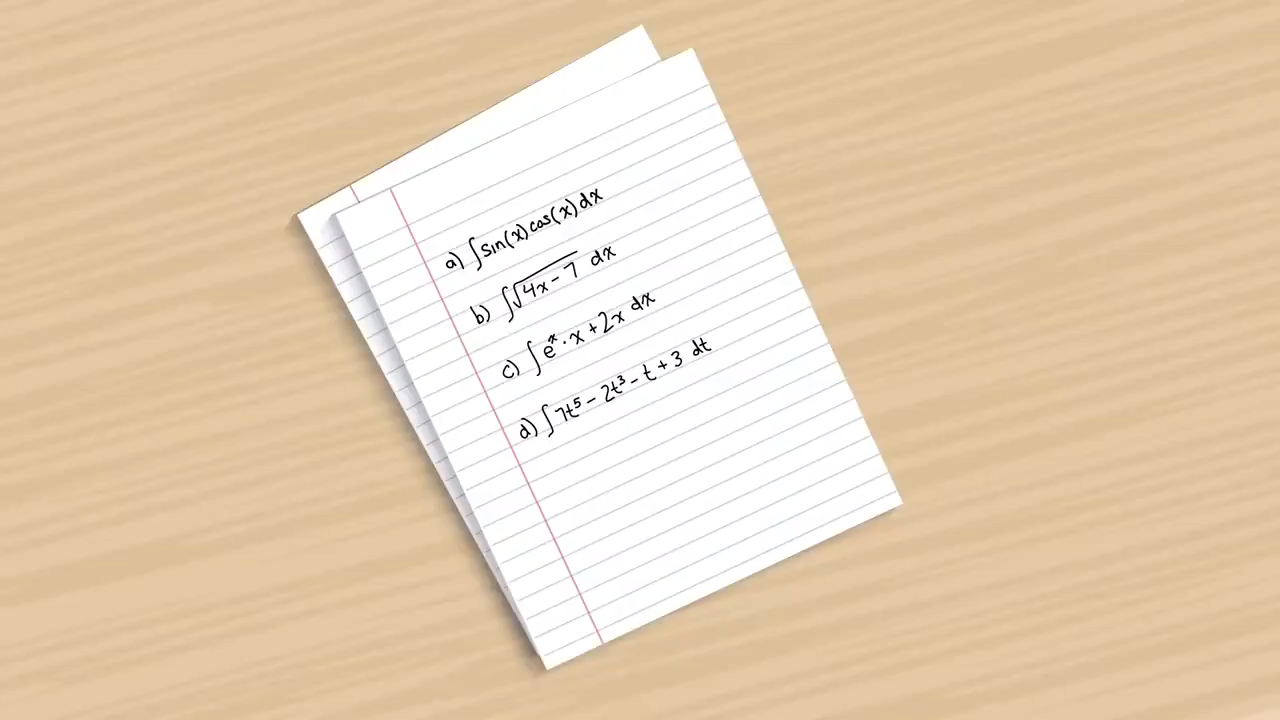 a) ∫sin(x)cos(x)dx
b) ∫√(4x-7) dx
c) ∫eˣ·x+2x dx
d) ∫7t⁵-2t³-t+3 dt